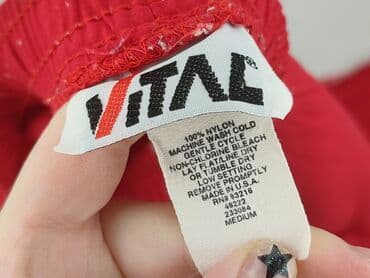 VITAL®
100% NYLON
MACHINE WASH COLD
GENTLE CYCLE
NON-CHLORINE BLEACH
LAY FLAT/LINE DRY
OR TUMBLE DRY
LOW SETTING
REMOVE PROMPTLY
MADE IN U.S.A.
RN# 93216
46222
233084
MEDIUM